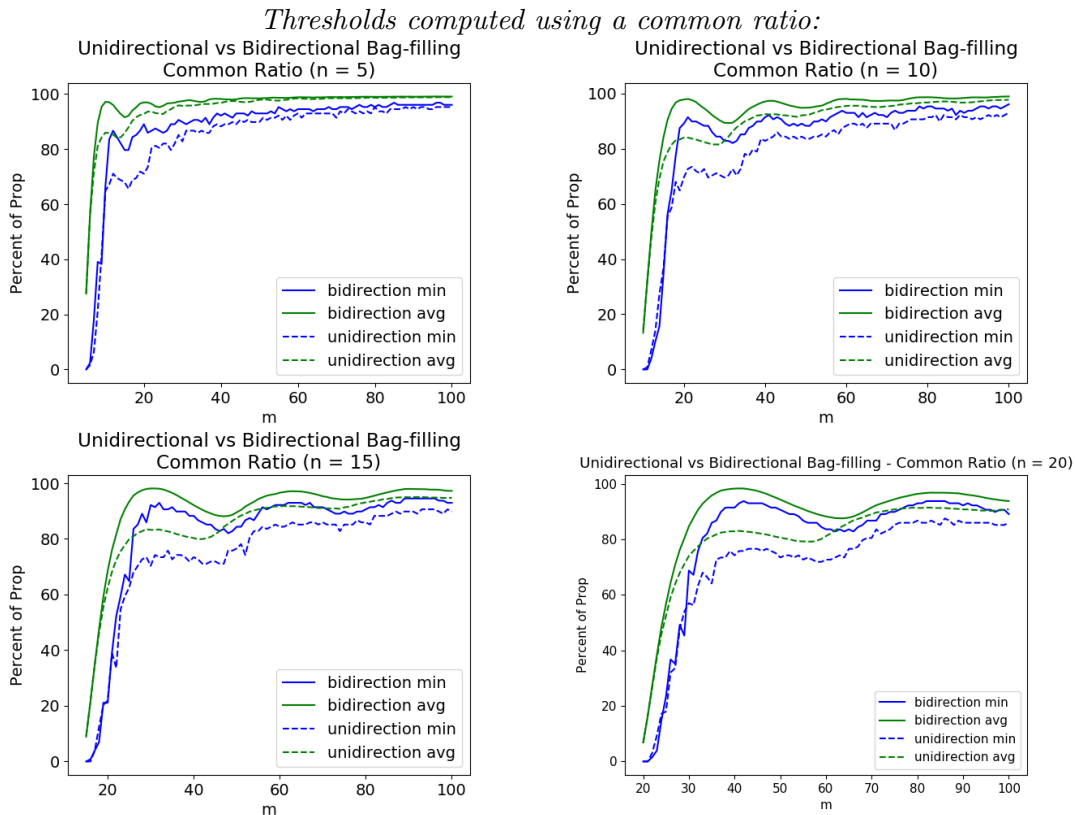 Thresholds computed using a common ratio:
Unidirectional vs Bidirectional Bag-filling
Common Ratio (n = 5)
Percent of Prop
100
80
60
40
20
0
bidirection min
bidirection avg
unidirection min
unidirection avg
20 40 60 80 100
m
Unidirectional vs Bidirectional Bag-filling
Common Ratio (n = 10)
Percent of Prop
100
80
60
40
20
0
bidirection min
bidirection avg
unidirection min
unidirection avg
20 40 60 80 100
m
Unidirectional vs Bidirectional Bag-filling
Common Ratio (n = 15)
Percent of Prop
100
80
60
40
20
0
bidirection min
bidirection avg
unidirection min
unidirection avg
20 40 60 80 100
m
Unidirectional vs Bidirectional Bag-filling - Common Ratio (n = 20)
Percent of Prop
100
80
60
40
20
0
bidirection min
bidirection avg
unidirection min
unidirection avg
20 30 40 50 60 70 80 90 100
m